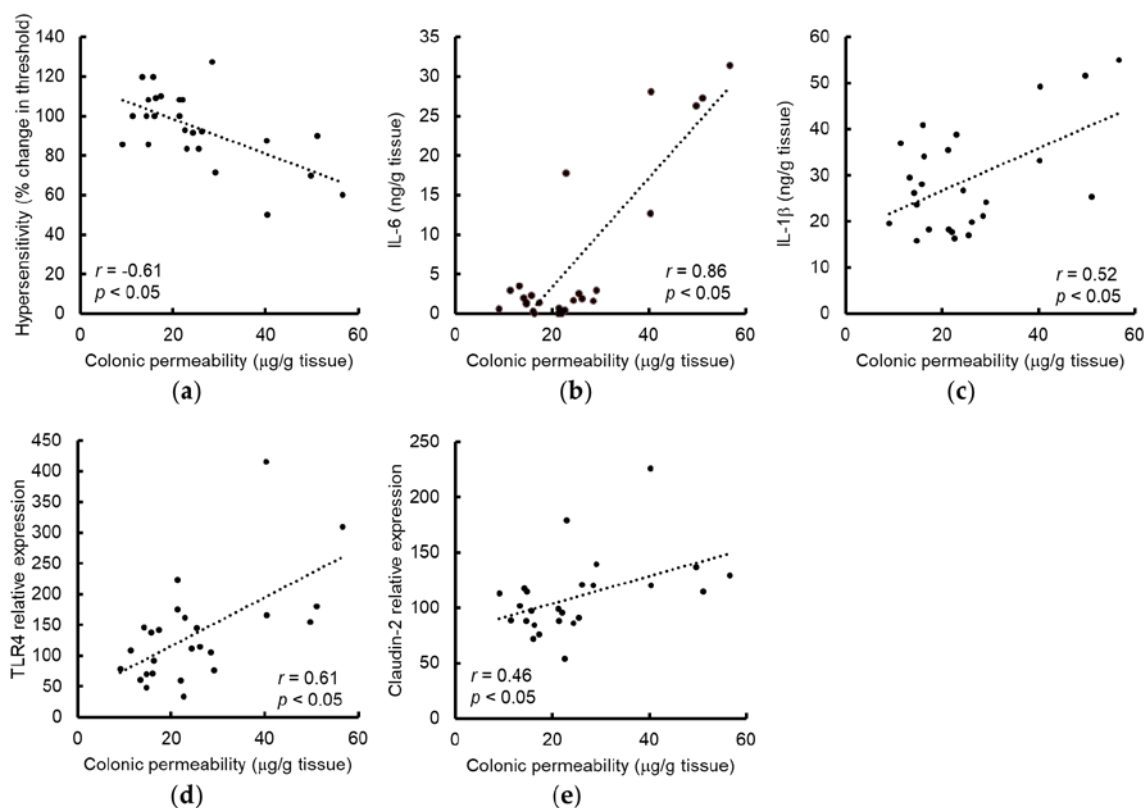 Hypersensitivity (% change in threshold)
140
120
100
80
60
40
20
0
r = -0.61
p < 0.05
0 20 40 60
Colonic permeability (μg/g tissue)
(a)
IL-6 (ng/g tissue)
35
30
25
20
15
10
5
0
r = 0.86
p < 0.05
0 20 40 60
Colonic permeability (μg/g tissue)
(b)
IL-1β (ng/g tissue)
60
50
40
30
20
10
0
r = 0.52
p < 0.05
0 20 40 60
Colonic permeability (μg/g tissue)
(c)
TLR4 relative expression
450
400
350
300
250
200
150
100
50
0
r = 0.61
p < 0.05
0 20 40 60
Colonic permeability (μg/g tissue)
(d)
Claudin-2 relative expression
250
200
150
100
50
0
r = 0.46
p < 0.05
0 20 40 60
Colonic permeability (μg/g tissue)
(e)